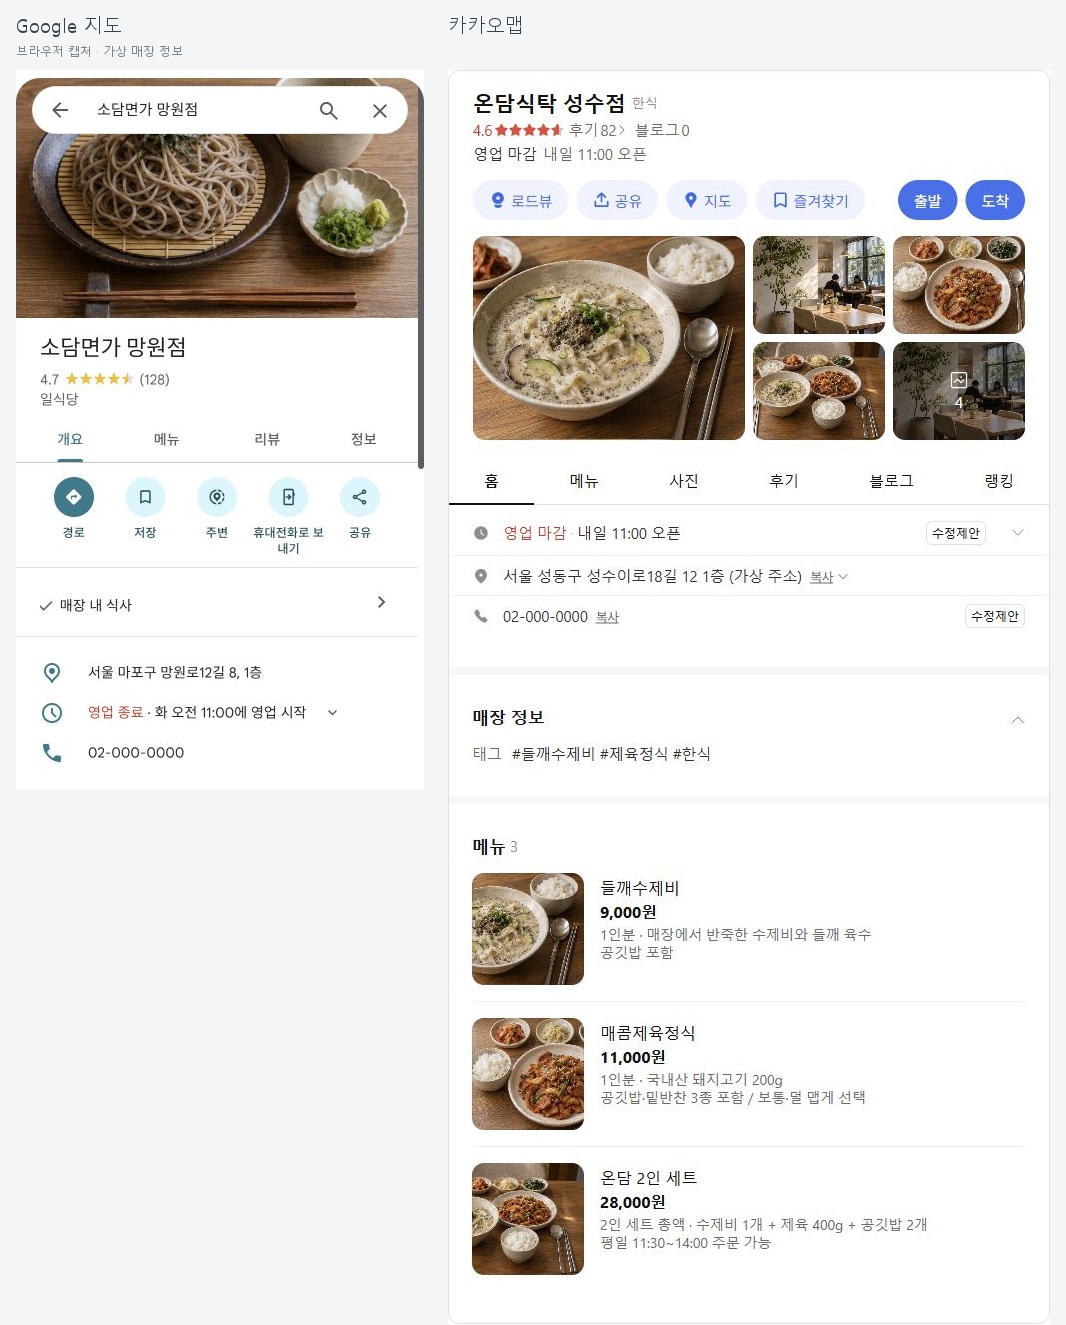 Google 지도
브라우저 캡처 · 가상 매장 정보
소담면가 망원점
소담면가 망원점
4.7 (128)
일식당
개요 메뉴 리뷰 정보
경로 저장 주변 휴대전화로 보내기 공유
매장 내 식사
서울 마포구 망원로12길 8, 1층
영업 종료 · 화 오전 11:00에 영업 시작
02-000-0000
카카오맵
온담식탁 성수점 한식
4.6 후기 82 블로그 0
영업 마감 내일 11:00 오픈
로드뷰 공유 지도 즐겨찾기 출발 도착
4
홈 메뉴 사진 후기 블로그 랭킹
영업 마감 · 내일 11:00 오픈 수정제안
서울 성동구 성수이로18길 12 1층 (가상 주소) 복사
02-000-0000 복사 수정제안
매장 정보
태그 #들깨수제비 #제육정식 #한식
메뉴 3
들깨수제비
9,000원
1인분 · 매장에서 반죽한 수제비와 들깨 육수
공깃밥 포함
매콤제육정식
11,000원
1인분 · 국내산 돼지고기 200g
공깃밥·밑반찬 3종 포함 / 보통·덜 맵게 선택
온담 2인 세트
28,000원
2인 세트 총액 · 수제비 1개 + 제육 400g + 공깃밥 2개
평일 11:30~14:00 주문 가능